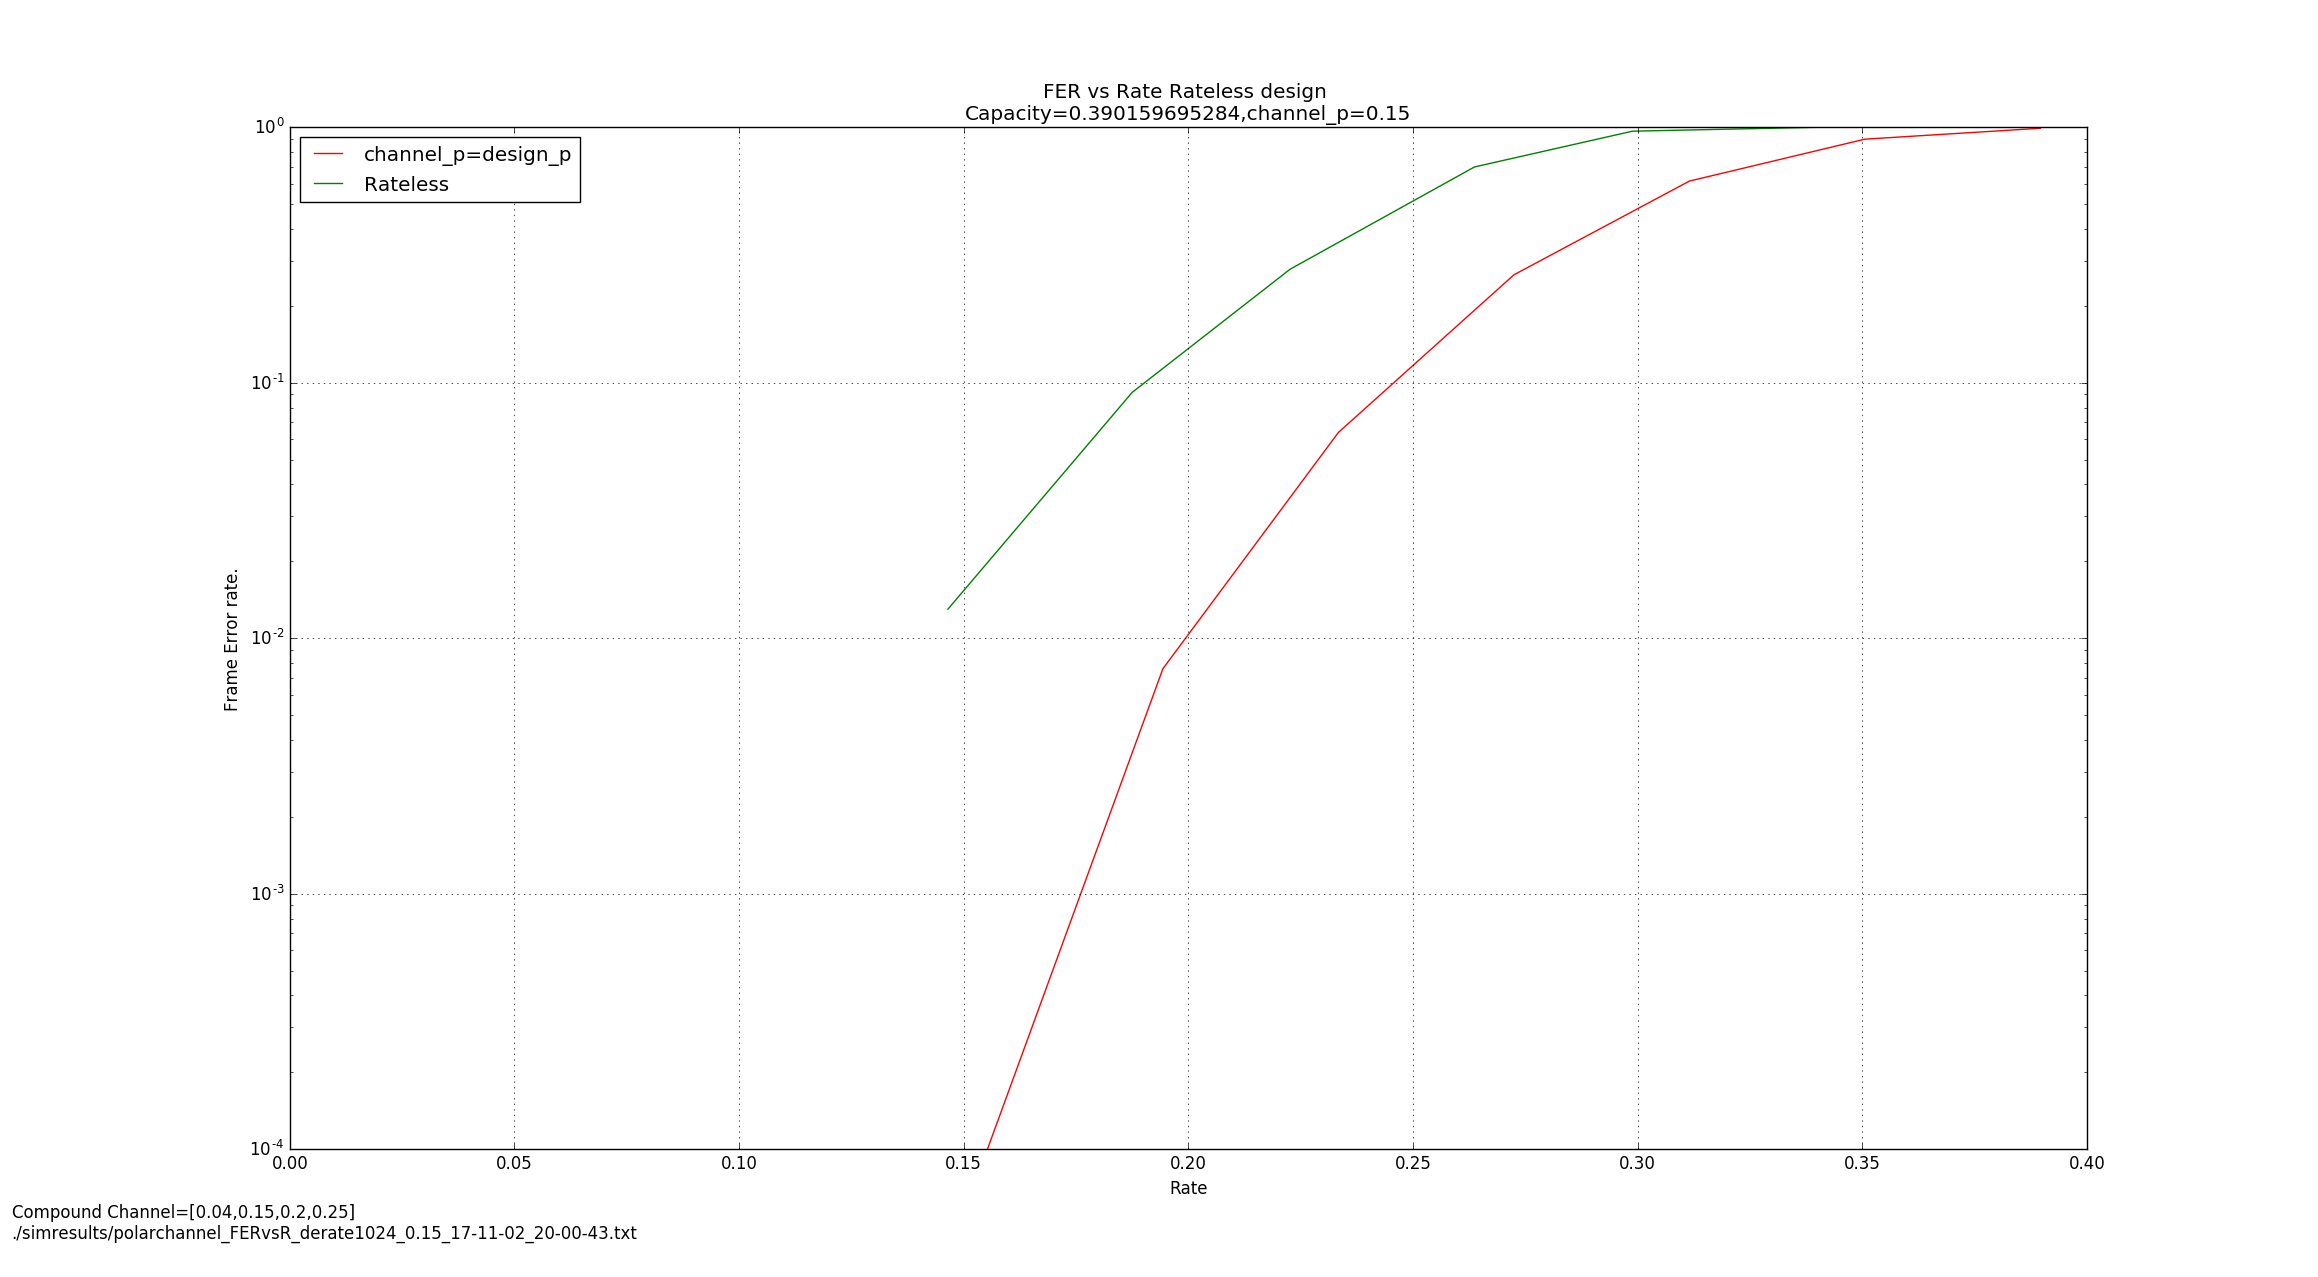 FER vs Rate Rateless design
Capacity=0.390159695284,channel_p=0.15
channel_p=design_p
Rateless
10^0
10^-1
10^-2
10^-3
10^-4
Frame Error rate.
0.00 0.05 0.10 0.15 0.20 0.25 0.30 0.35 0.40
Rate
Compound Channel=[0.04,0.15,0.2,0.25]
./simresults/polarchannel_FERvsR_derate1024_0.15_17-11-02_20-00-43.txt